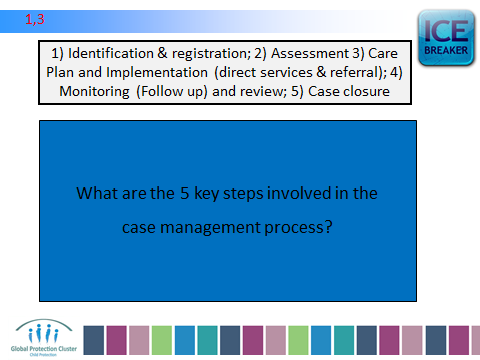 1,3
ICE
BREAKER
1) Identification & registration; 2) Assessment 3) Care
Plan and Implementation (direct services & referral); 4)
Monitoring (Follow up) and review; 5) Case closure
What are the 5 key steps involved in the
case management process?
Global Protection Cluster
Child Protection